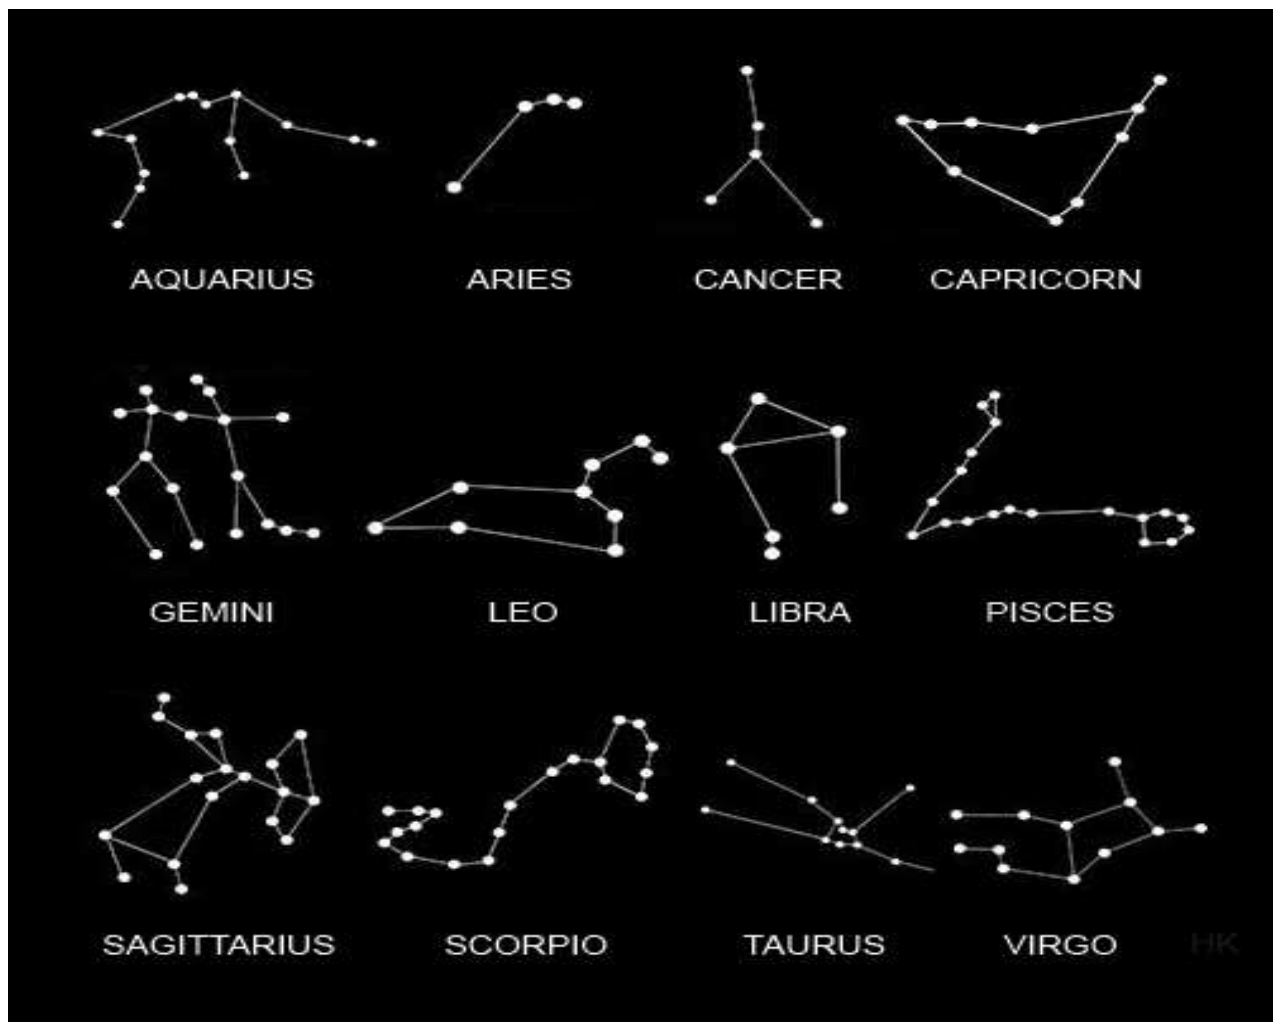 AQUARIUS ARIES CANCER CAPRICORN
GEMINI LEO LIBRA PISCES
SAGITTARIUS SCORPIO TAURUS VIRGO HK